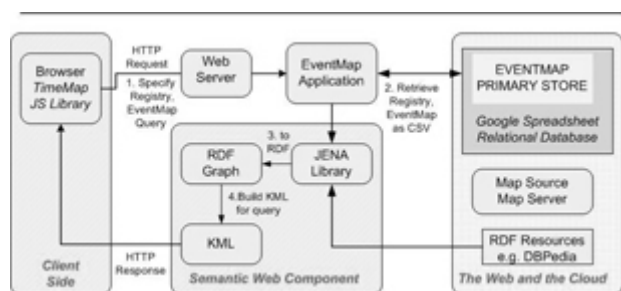 Browser
TimeMap
JS Library
HTTP
Request
1. Specify
Registry,
EventMap
Query
Web
Server
EventMap
Application
2. Retrieve
Registry,
EventMap
as CSV
EVENTMAP
PRIMARY STORE
Google Spreadsheet
Relational Database
3. to
RDF
RDF
Graph
JENA
Library
4.Build KML
for query
KML
Map Source
Map Server
RDF Resources
e.g. DBPedia
HTTP
Response
Client
Side
Semantic Web Component
The Web and the Cloud